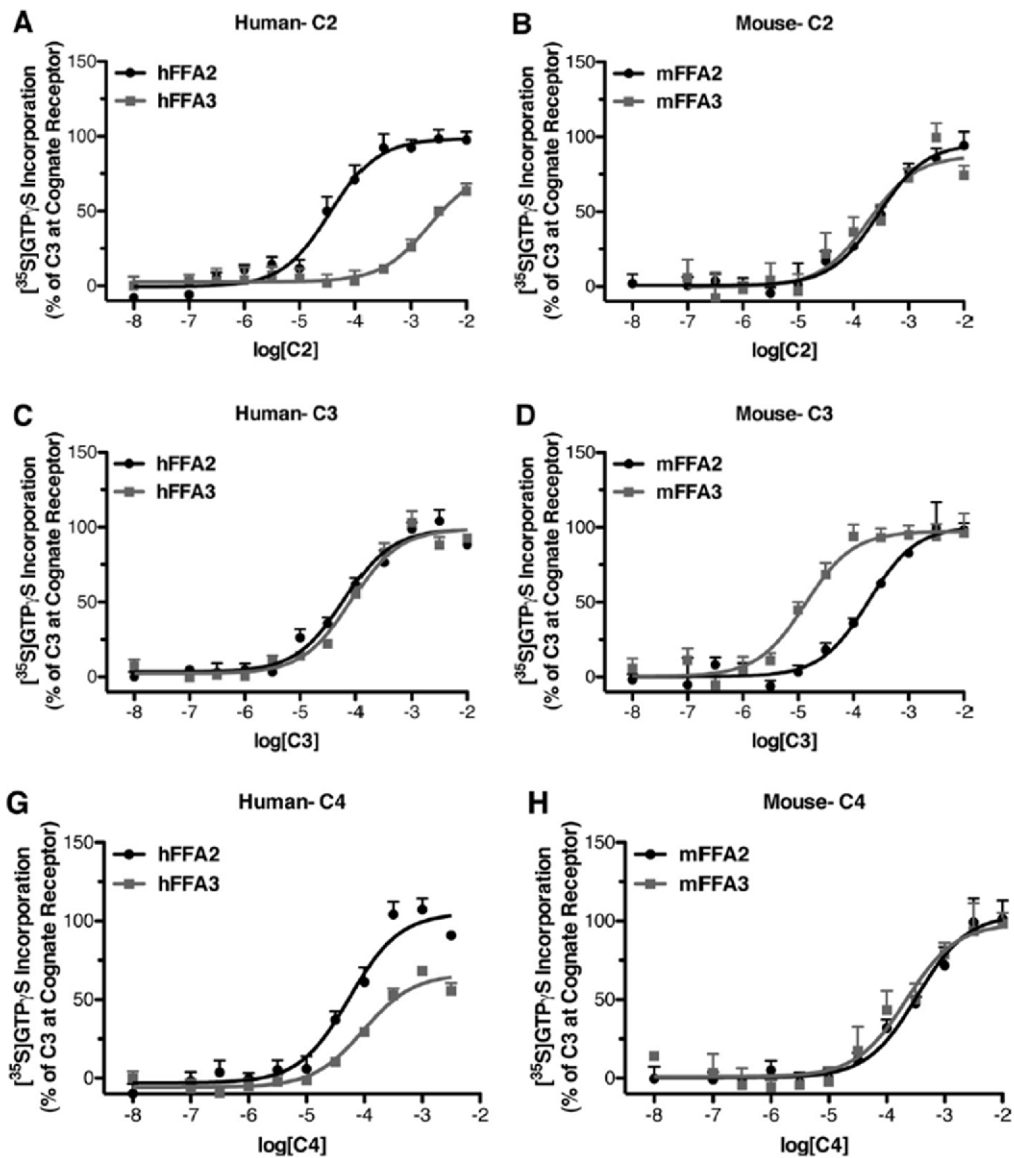 A
Human- C2
[35S]GTPγS Incorporation
(% of C3 at Cognate Receptor)
150
100
50
0
hFFA2
hFFA3
-8 -7 -6 -5 -4 -3 -2
log[C2]
B
Mouse- C2
[35S]GTPγS Incorporation
(% of C3 at Cognate Receptor)
150
100
50
0
mFFA2
mFFA3
-8 -7 -6 -5 -4 -3 -2
log[C2]
C
Human- C3
[35S]GTPγS Incorporation
(% of C3 at Cognate Receptor)
150
100
50
0
hFFA2
hFFA3
-8 -7 -6 -5 -4 -3 -2
log[C3]
D
Mouse- C3
[35S]GTPγS Incorporation
(% of C3 at Cognate Receptor)
150
100
50
0
mFFA2
mFFA3
-8 -7 -6 -5 -4 -3 -2
log[C3]
G
Human- C4
[35S]GTPγS Incorporation
(% of C3 at Cognate Receptor)
150
100
50
0
hFFA2
hFFA3
-8 -7 -6 -5 -4 -3 -2
log[C4]
H
Mouse- C4
[35S]GTPγS Incorporation
(% of C3 at Cognate Receptor)
150
100
50
0
mFFA2
mFFA3
-8 -7 -6 -5 -4 -3 -2
log[C4]